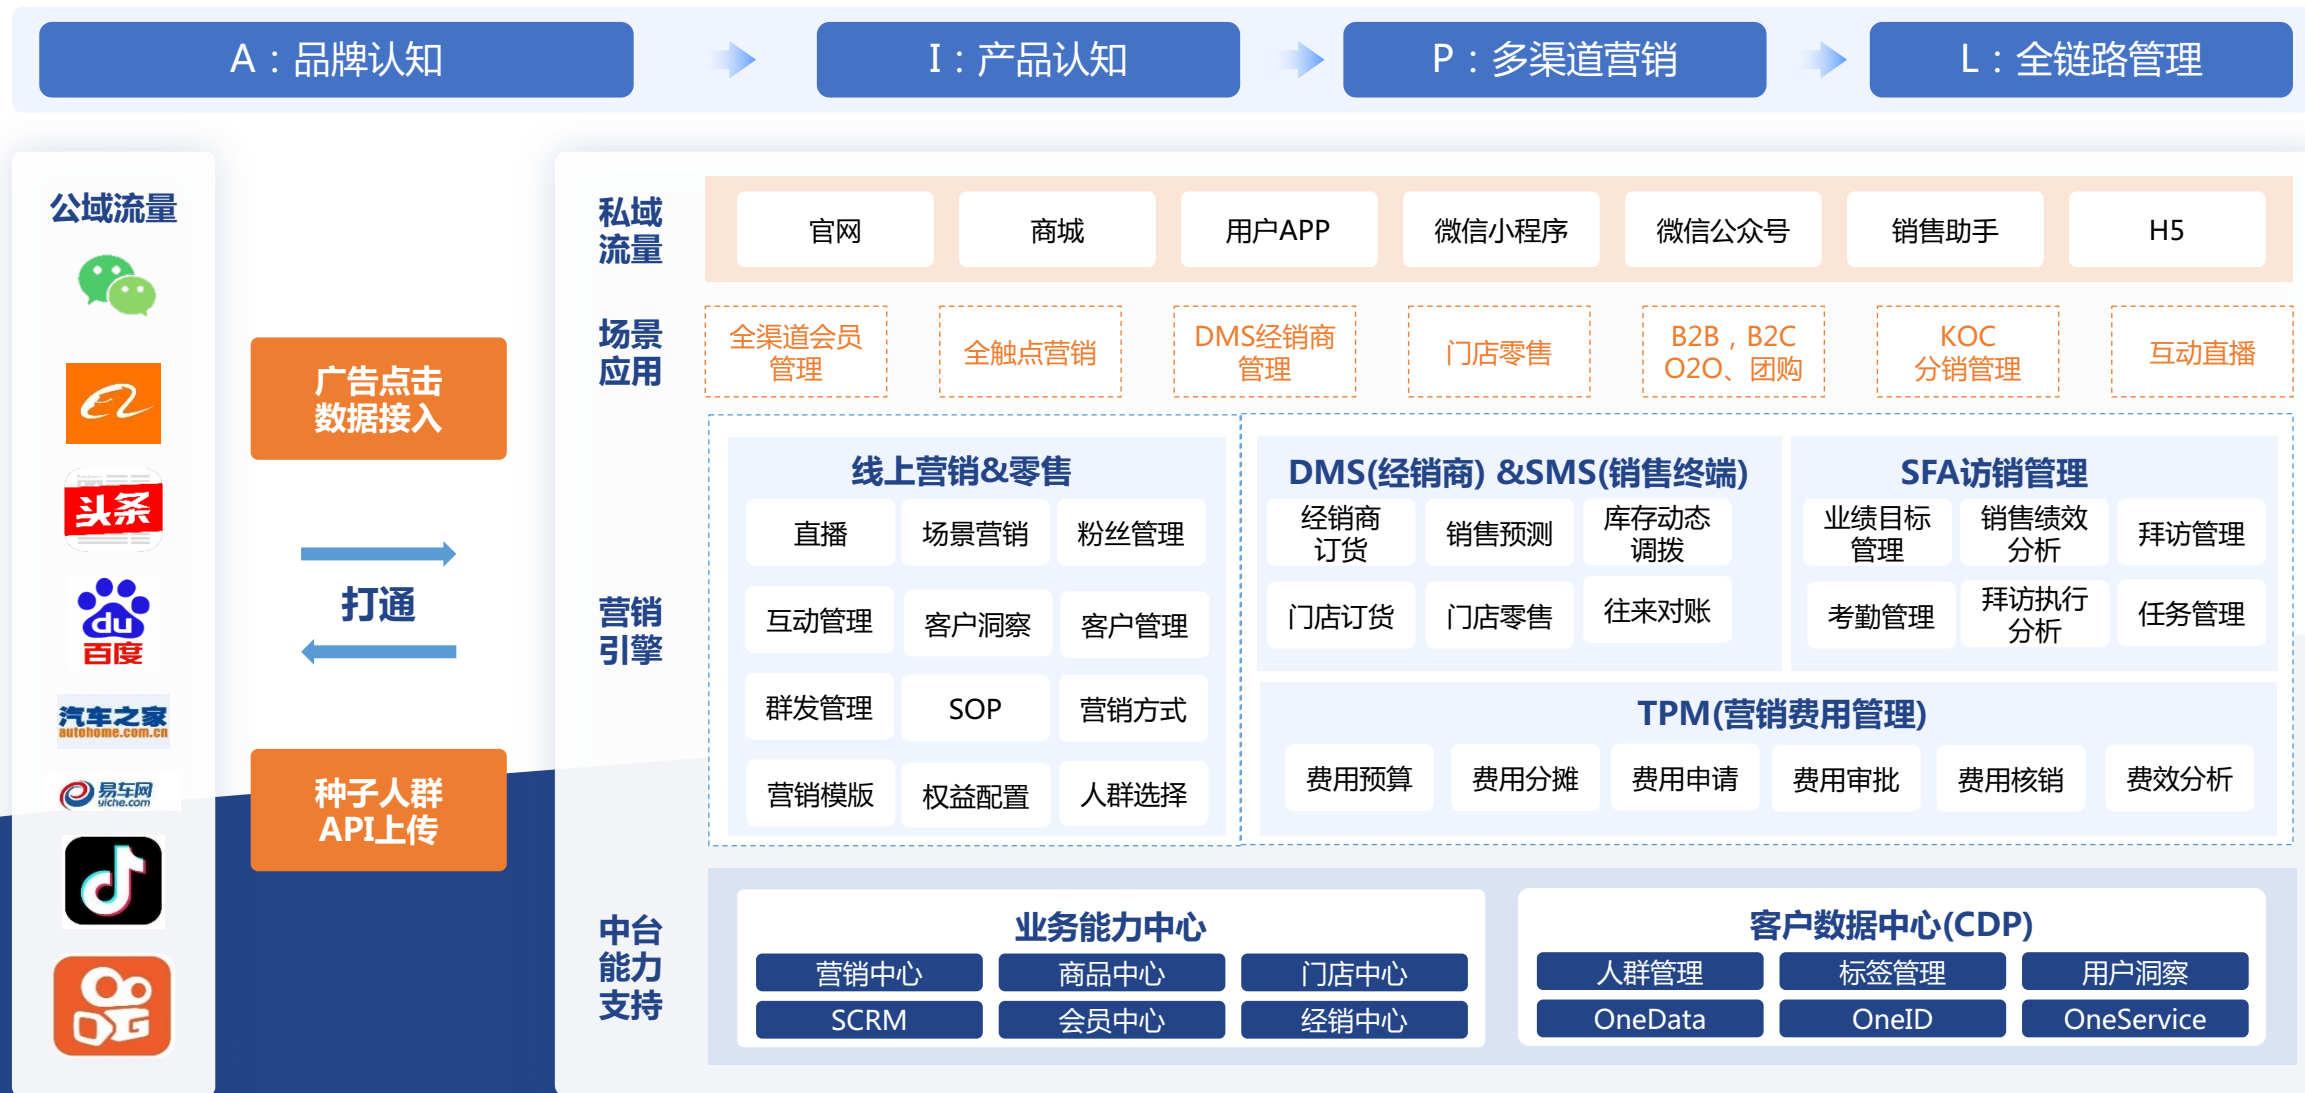 A：品牌认知
I：产品认知
P：多渠道营销
L：全链路管理
公域流量
头条
du
百度
汽车之家
autohome.com.cn
易车网
yiche.com
广告点击
数据接入
打通
种子人群
API上传
私域
流量
官网
商城
用户APP
微信小程序
微信公众号
销售助手
H5
场景
应用
全渠道会员
管理
全触点营销
DMS经销商
管理
门店零售
B2B，B2C
O2O、团购
KOC
分销管理
互动直播
营销
引擎
线上营销&零售
直播
场景营销
粉丝管理
互动管理
客户洞察
客户管理
群发管理
SOP
营销方式
营销模版
权益配置
人群选择
DMS(经销商) &SMS(销售终端)
经销商
订货
销售预测
库存动态
调拨
门店订货
门店零售
往来对账
SFA访销管理
业绩目标
管理
销售绩效
分析
拜访管理
考勤管理
拜访执行
分析
任务管理
TPM(营销费用管理)
费用预算
费用分摊
费用申请
费用审批
费用核销
费效分析
中台
能力
支持
业务能力中心
营销中心
商品中心
门店中心
SCRM
会员中心
经销中心
客户数据中心(CDP)
人群管理
标签管理
用户洞察
OneData
OneID
OneService